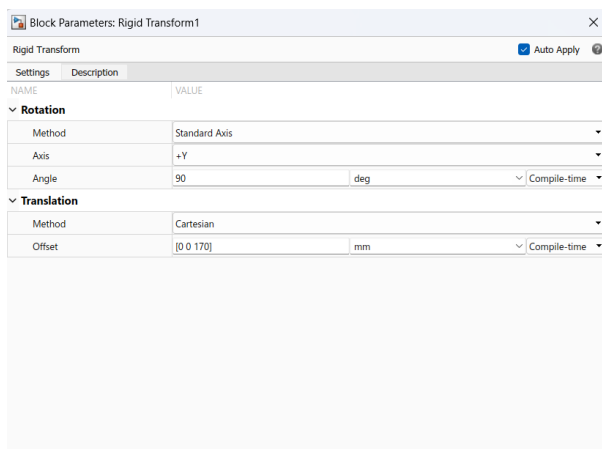 Block Parameters: Rigid Transform1
Rigid Transform Auto Apply
Settings Description
NAME VALUE
Rotation
Method Standard Axis
Axis +Y
Angle 90 deg Compile-time
Translation
Method Cartesian
Offset [0 0 170] mm Compile-time